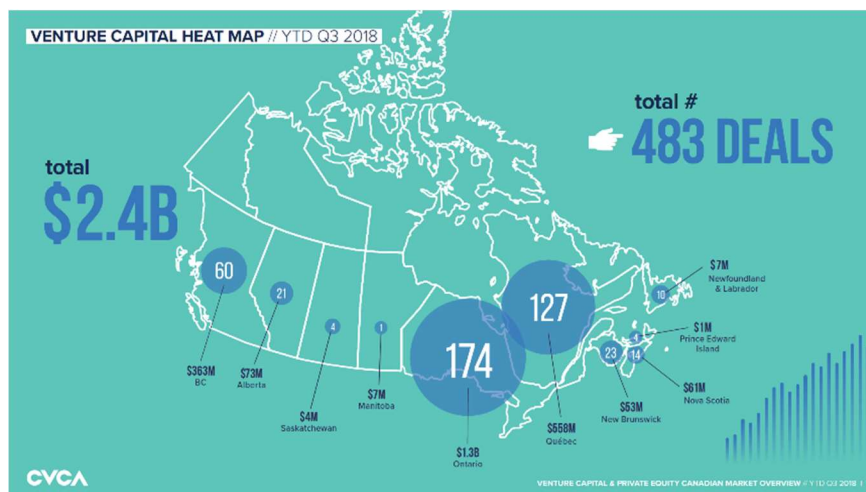 VENTURE CAPITAL HEAT MAP // YTD Q3 2018
total
$2.4B
total #
483 DEALS
60
$363M
BC
21
$73M
Alberta
4
$4M
Saskatchewan
1
$7M
Manitoba
174
$1.3B
Ontario
127
$558M
Québec
10
$7M
Newfoundland
& Labrador
4
$1M
Prince Edward
Island
23
$53M
New Brunswick
14
$61M
Nova Scotia
CVCA
VENTURE CAPITAL & PRIVATE EQUITY CANADIAN MARKET OVERVIEW // YTD Q3 2018